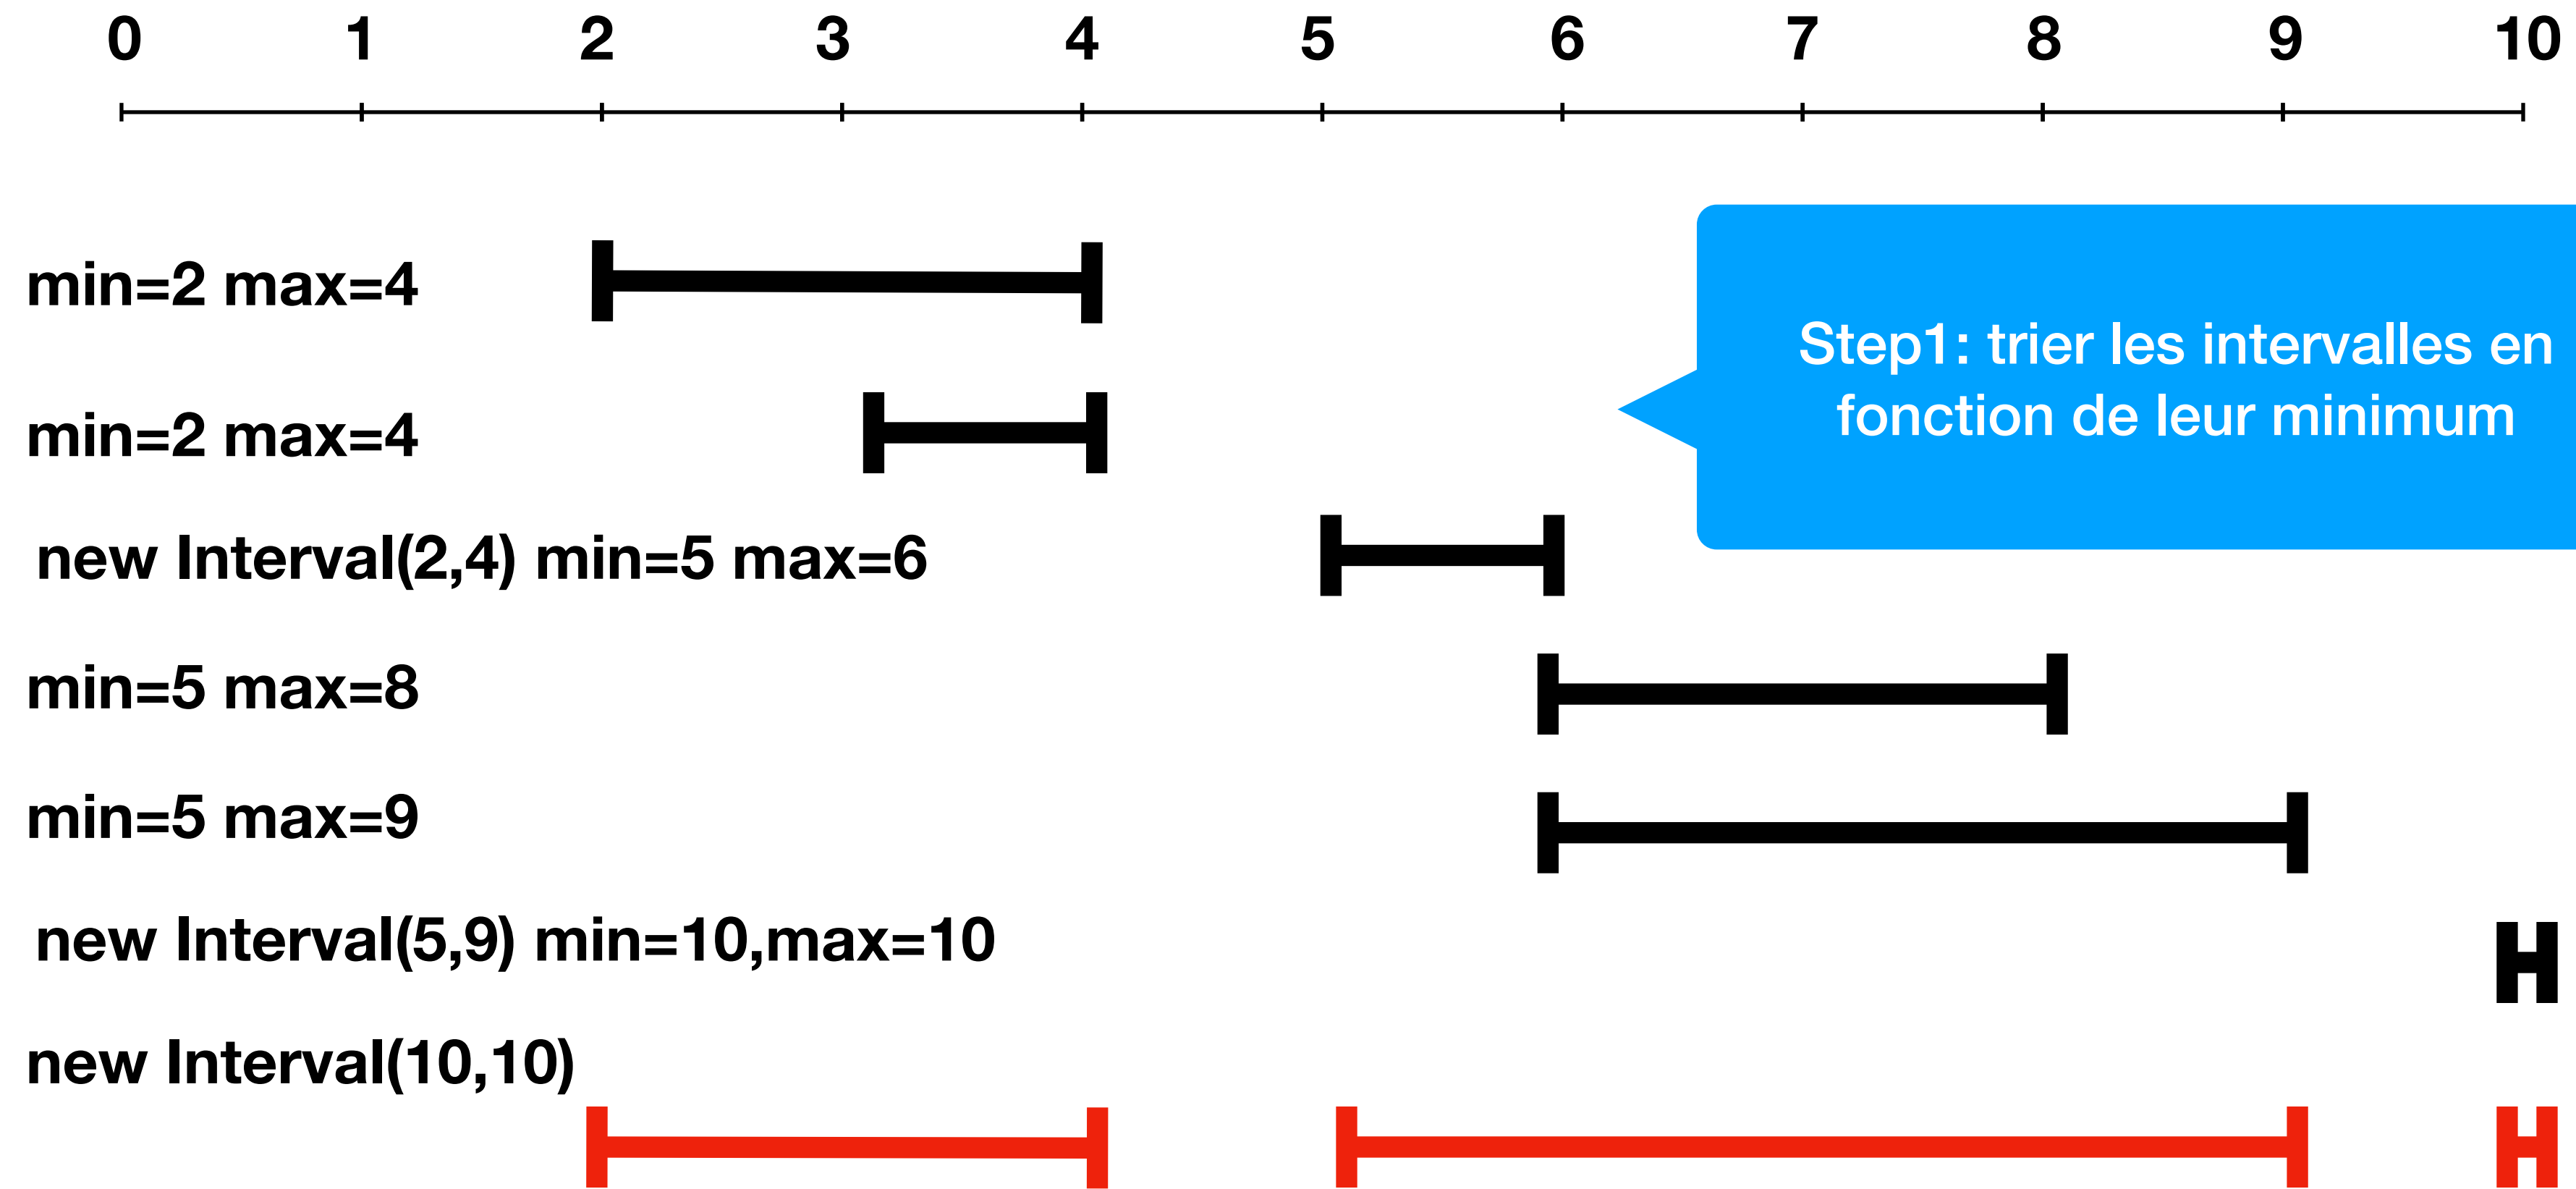 0 1 2 3 4 5 6 7 8 9 10
min=2 max=4
Step1: trier les intervalles en
fonction de leur minimum
min=2 max=4
new Interval(2,4) min=5 max=6
min=5 max=8
min=5 max=9
new Interval(5,9) min=10,max=10
new Interval(10,10)